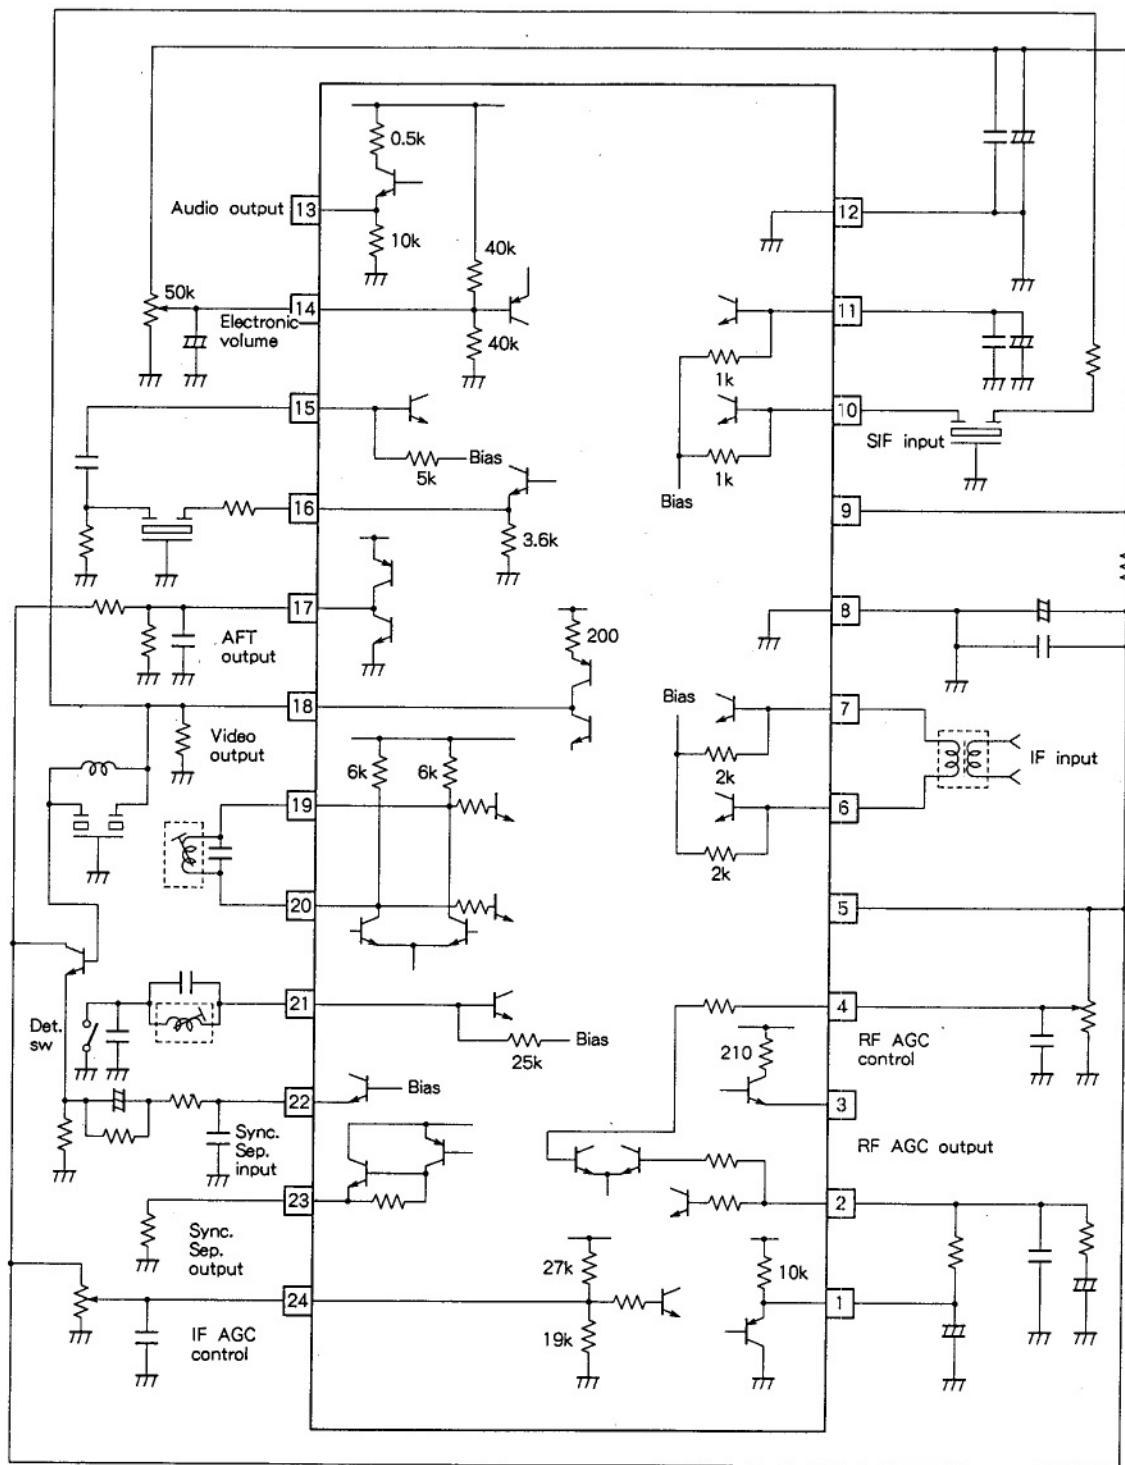 0.5k
Audio output
13
10k
40k
12
50k
14
Electronic
volume
40k
11
1k
15
10
SIF input
Bias
5k
1k
Bias
16
3.6k
9
17
AFT
output
200
8
18
Video
output
Bias
7
6k
6k
2k
IF input
19
6
2k
20
5
21
Det.
sw
Bias
25k
4
RF AGC
control
210
22
Bias
3
Sync.
Sep.
input
RF AGC output
23
2
Sync.
Sep.
output
27k
10k
24
1
IF AGC
control
19k